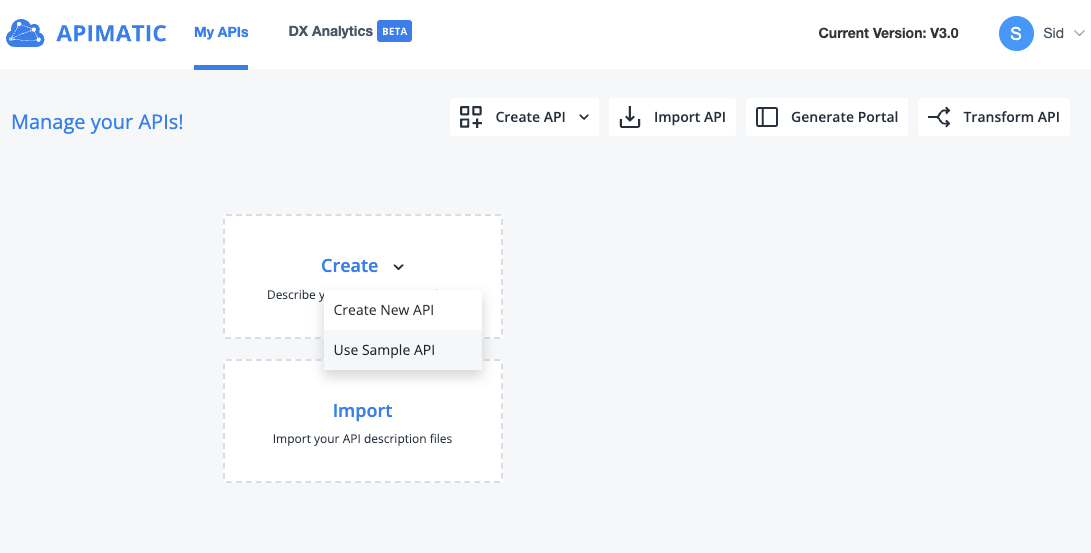 APIMATIC My APIs DX Analytics BETA Current Version: V3.0 S Sid
Manage your APIs! Create API Import API Generate Portal Transform API
Create
Describe
Create New API
Use Sample API
Import
Import your API description files